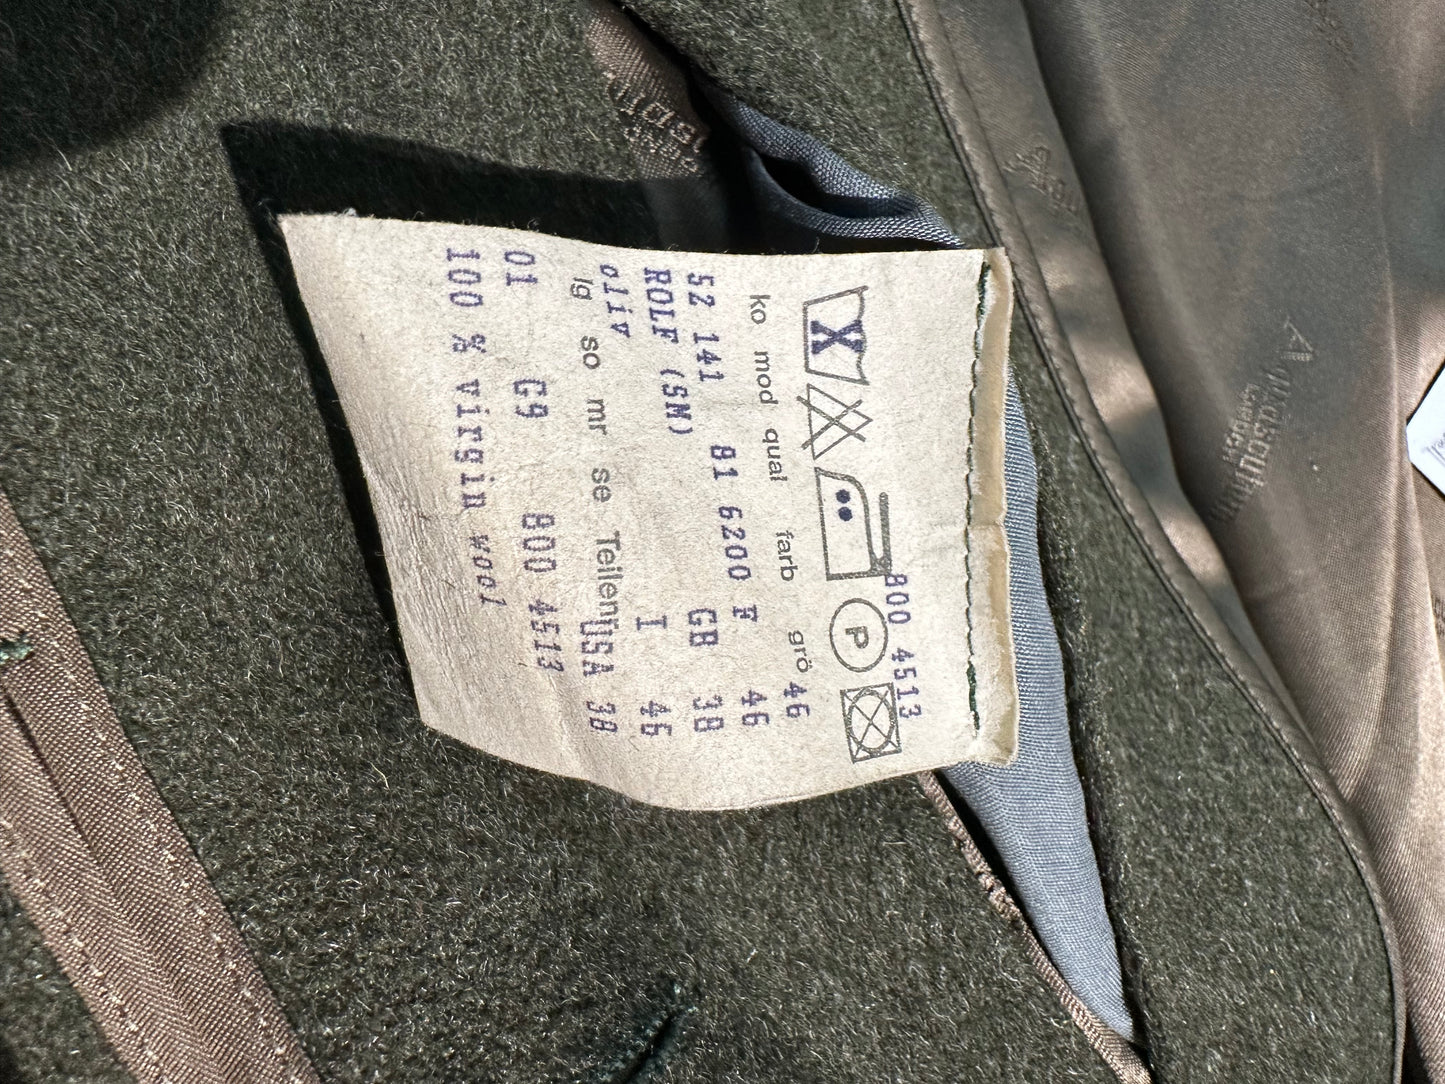 800 4513
X P
46
ko mod qual farb grö
46
52 141 81 6200 F
GB 38
ROLF (SM) I 46
oliv USA 38
lg so mr se Teilenr
01 G9 800 4513
100 % virgin wool